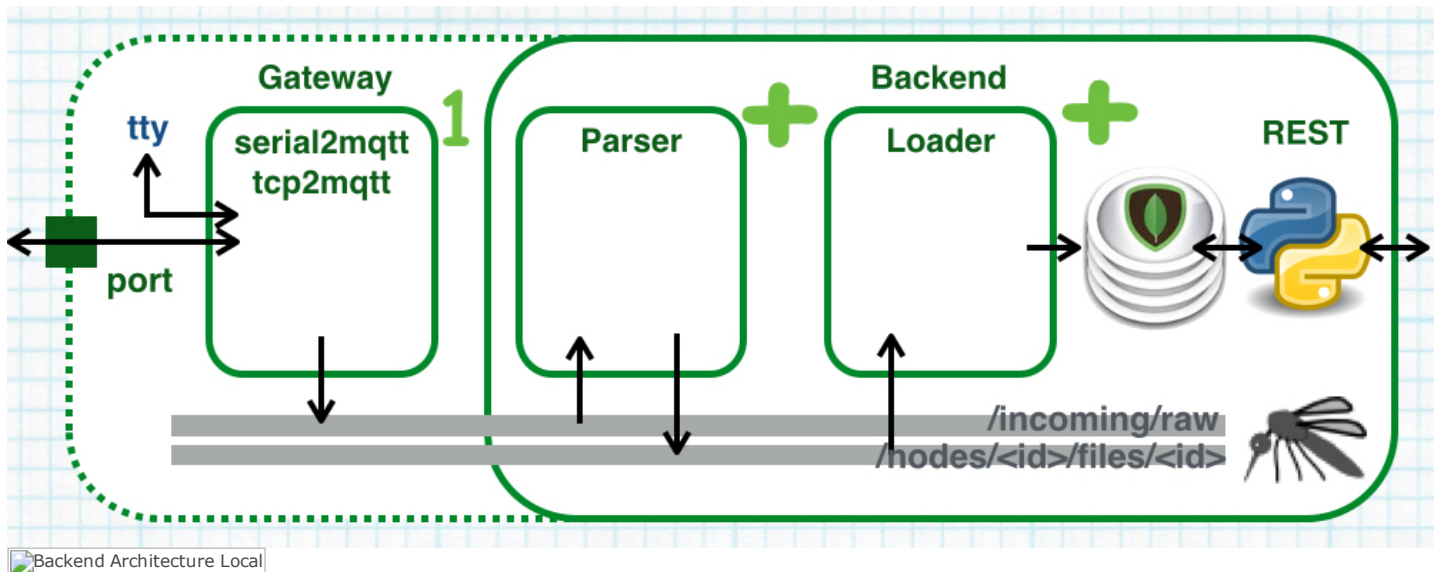 Gateway
Backend
1
tty
serial2mqtt
tcp2mqtt
Parser
Loader
REST
port
/incoming/raw
/nodes/<id>/files/<id>
Backend Architecture Local